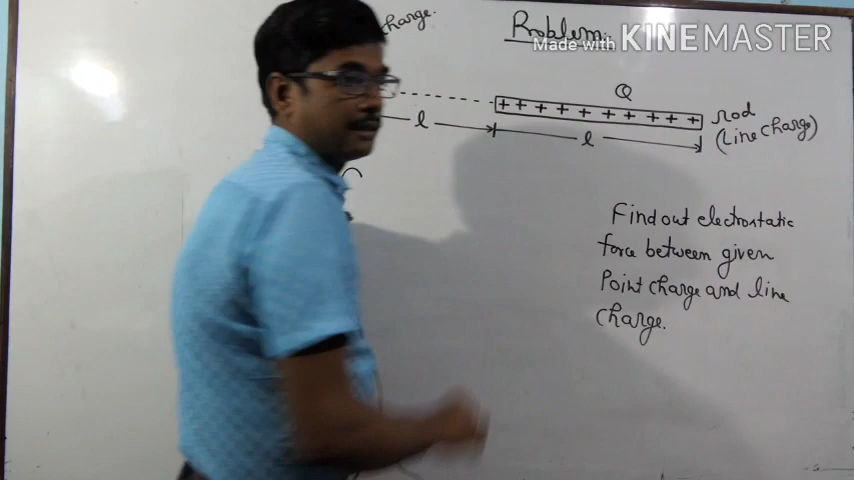 charge.
Problem:
Made with KINEMASTER
Q
+ + + + + + + + +
rod
(Line charge)
l
l
Find out electrostatic
force between given
Point charge and line
charge.